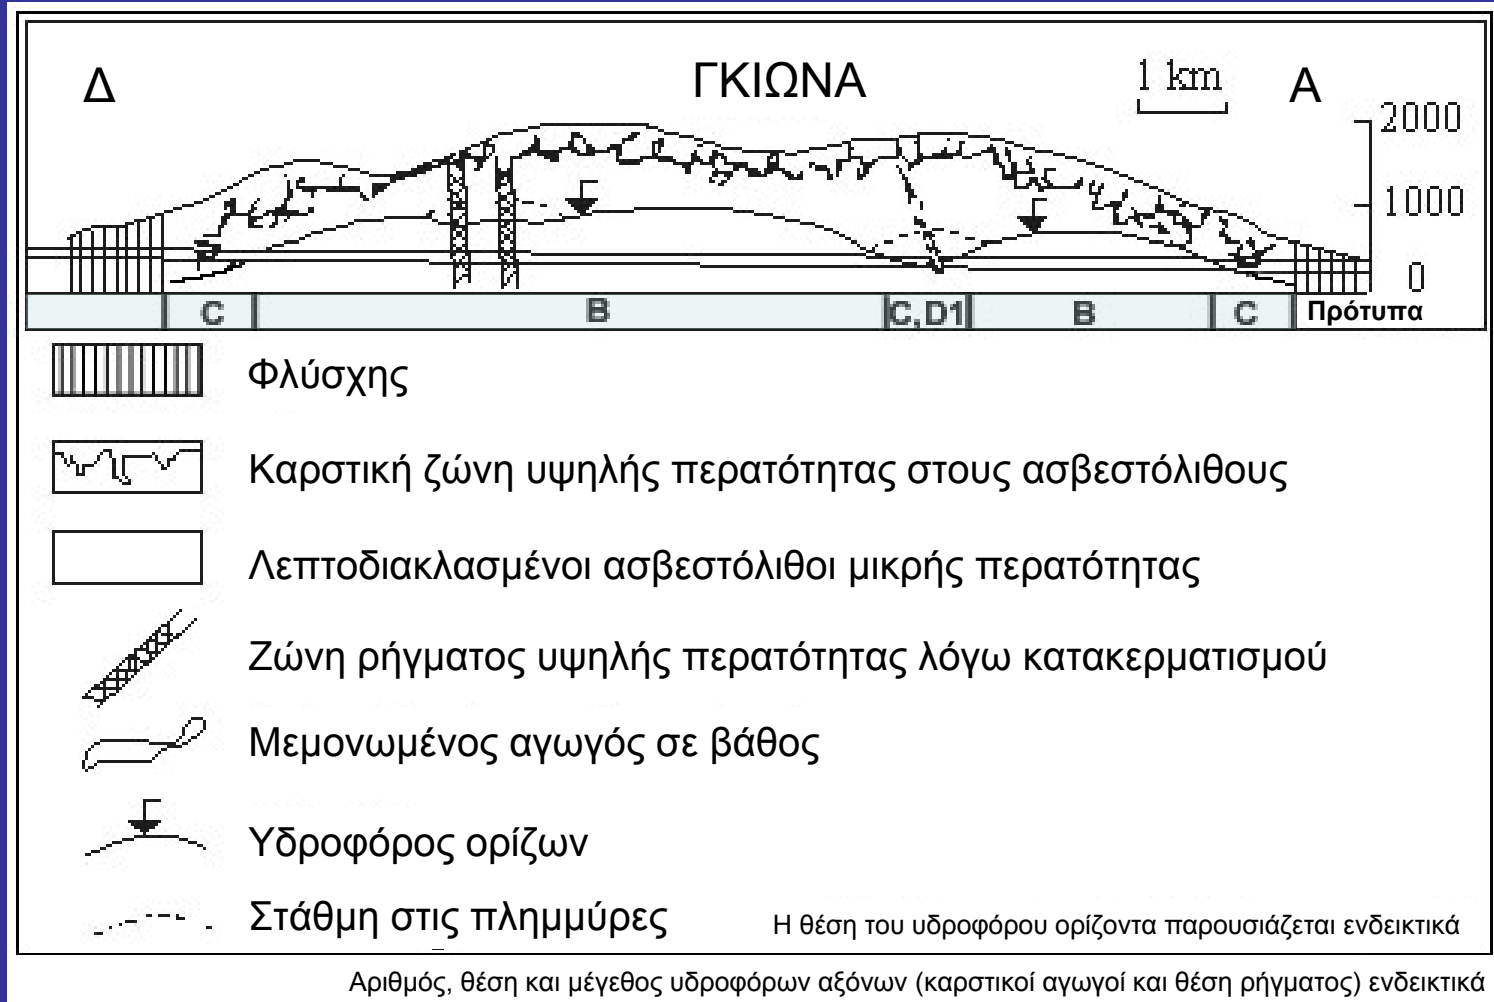 Δ ΓΚΙΩΝΑ 1 km Α
2000
1000
0
C B C,D1 B C Πρότυπα
Φλύσχης
Καρστική ζώνη υψηλής περατότητας στους ασβεστόλιθους
Λεπτοδιακλασμένοι ασβεστόλιθοι μικρής περατότητας
Ζώνη ρήγματος υψηλής περατότητας λόγω κατακερματισμού
Μεμονωμένος αγωγός σε βάθος
Υδροφόρος ορίζων
Στάθμη στις πλημμύρες
Η θέση του υδροφόρου ορίζοντα παρουσιάζεται ενδεικτικά
Αριθμός, θέση και μέγεθος υδροφόρων αξόνων (καρστικοί αγωγοί και θέση ρήγματος) ενδεικτικά